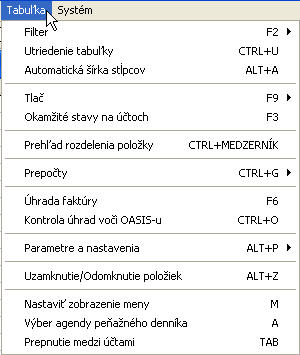 Tabuľka Systém
Filter F2
Utriedenie tabuľky CTRL+U
Automatická šírka stĺpcov ALT+A
Tlač F9
Okamžité stavy na účtoch F3
Prehľad rozdelenia položky CTRL+MEDZERNÍK
Prepočty CTRL+G
Úhrada faktúry F6
Kontrola úhrad voči OASIS-u CTRL+O
Parametre a nastavenia ALT+P
Uzamknutie/Odomknutie položiek ALT+Z
Nastaviť zobrazenie meny M
Výber agendy peňažného denníka A
Prepnutie medzi účtami TAB